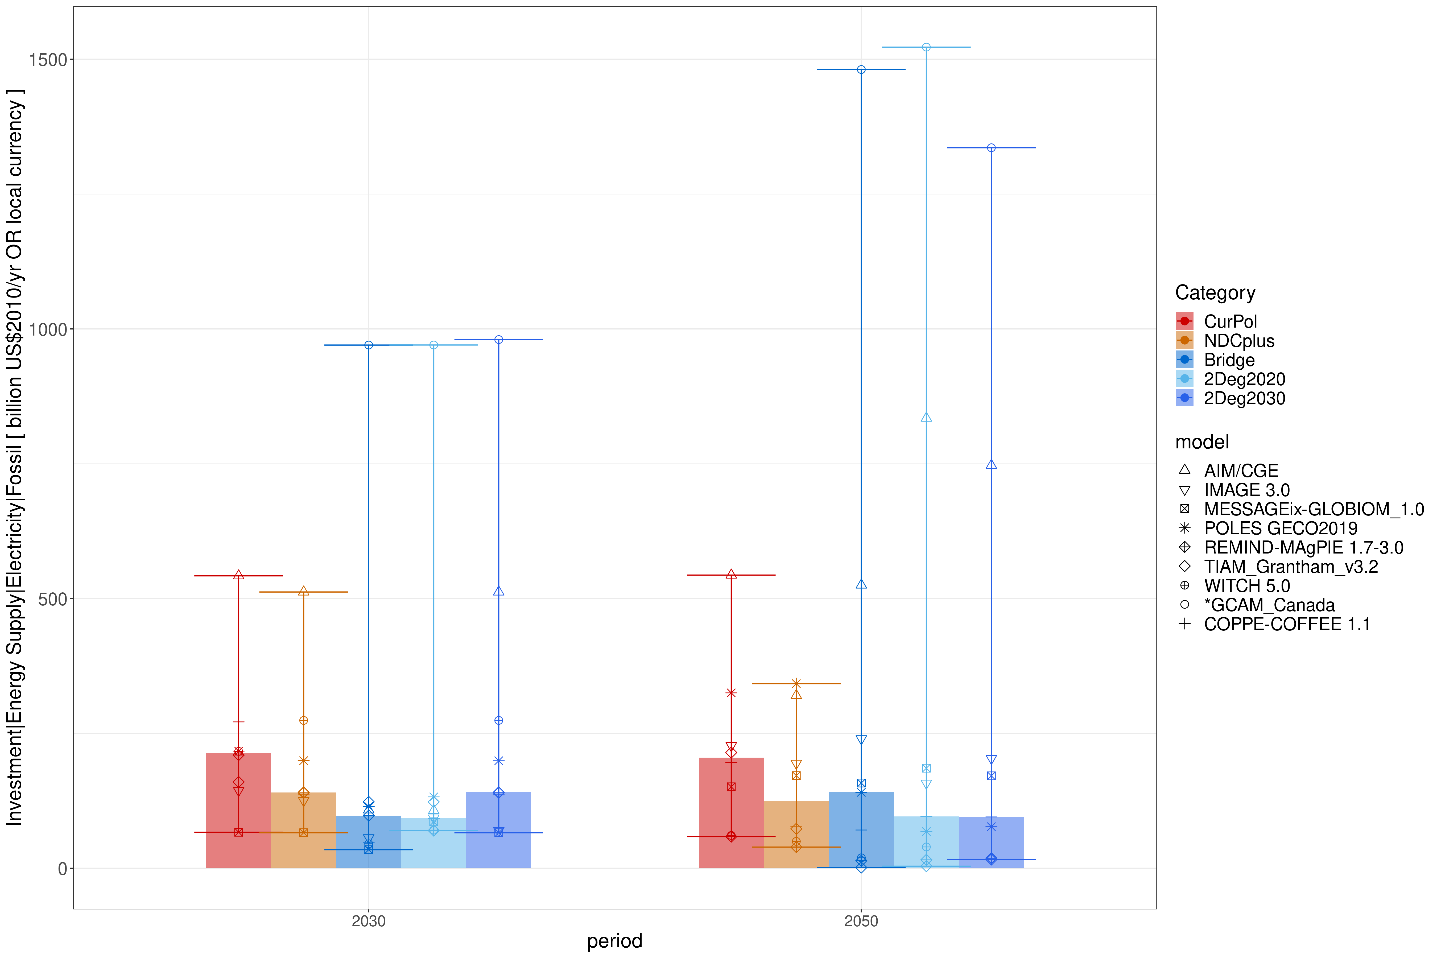 Investment|Energy Supply|Electricity|Fossil [ billion US$2010/yr OR local currency ]
1500
1000
500
0
2030
2050
period
Category
CurPol
NDCplus
Bridge
2Deg2020
2Deg2030
model
AIM/CGE
IMAGE 3.0
MESSAGEix-GLOBIOM_1.0
POLES GECO2019
REMIND-MAgPIE 1.7-3.0
TIAM_Grantham_v3.2
WITCH 5.0
*GCAM_Canada
COPPE-COFFEE 1.1